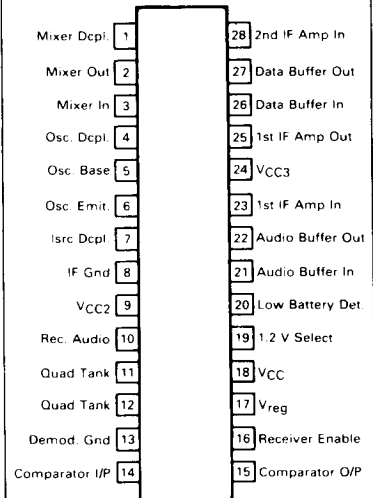 Mixer Dcpl. 1
Mixer Out 2
Mixer In 3
Osc. Dcpl. 4
Osc. Base 5
Osc. Emit. 6
Isrc Dcpl. 7
IF Gnd 8
VCC2 9
Rec. Audio 10
Quad Tank 11
Quad Tank 12
Demod. Gnd 13
Comparator I/P 14
28 2nd IF Amp In
27 Data Buffer Out
26 Data Buffer In
25 1st IF Amp Out
24 VCC3
23 1st IF Amp In
22 Audio Buffer Out
21 Audio Buffer In
20 Low Battery Det.
19 1.2 V Select
18 VCC
17 Vreg
16 Receiver Enable
15 Comparator O/P